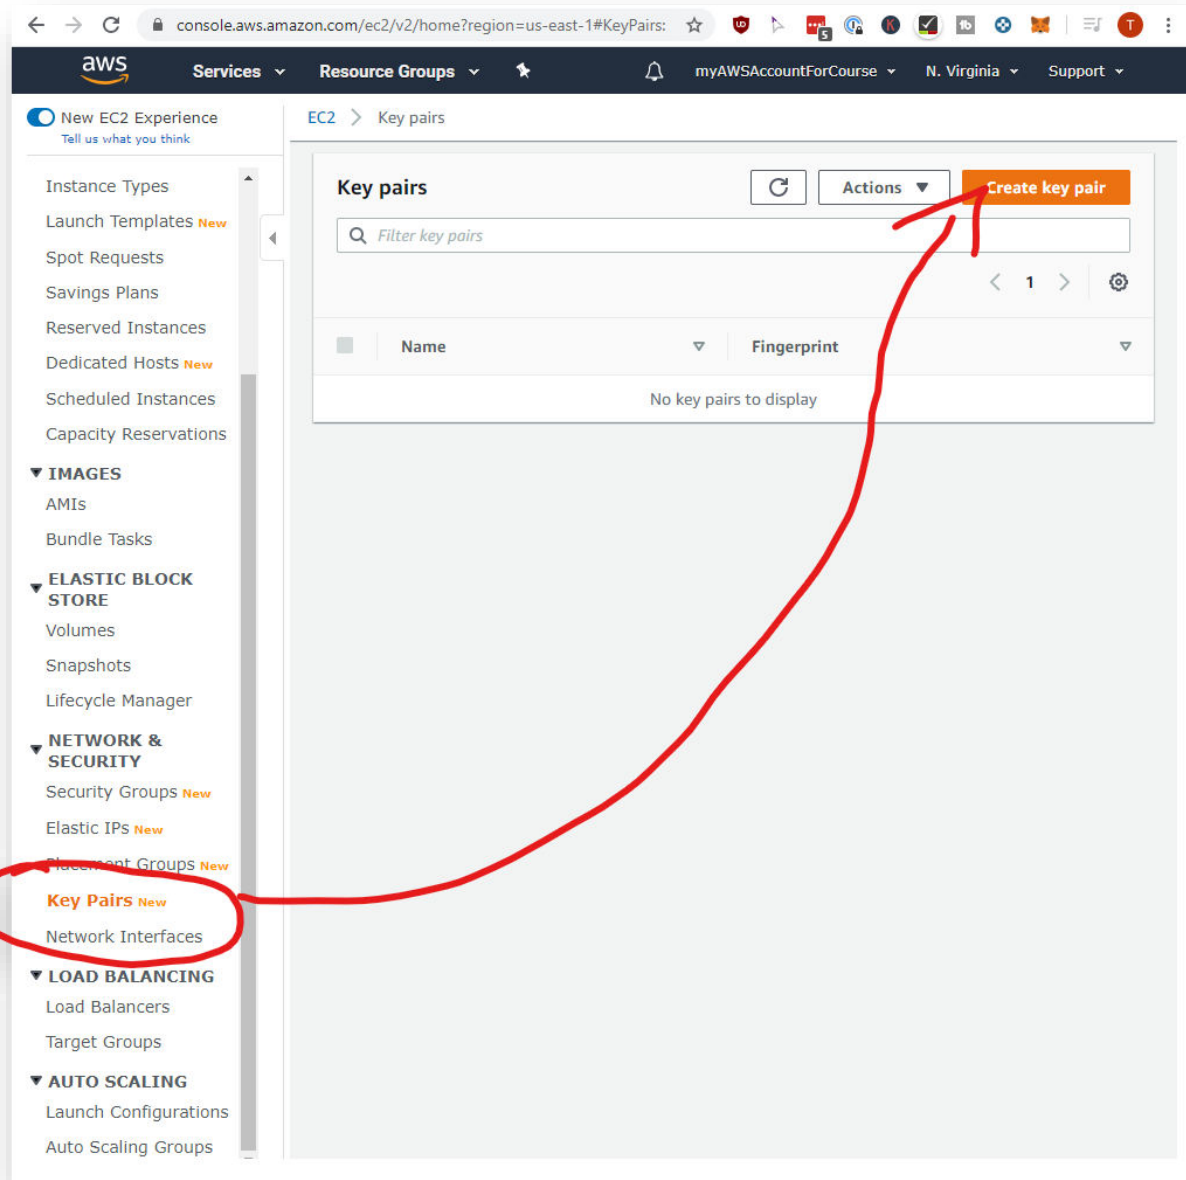 console.aws.amazon.com/ec2/v2/home?region=us-east-1#KeyPairs:
5
K
T
aws
Services
Resource Groups
myAWSAccountForCourse
N. Virginia
Support
New EC2 Experience
Tell us what you think
EC2 > Key pairs
Instance Types
Launch Templates New
Spot Requests
Savings Plans
Reserved Instances
Dedicated Hosts New
Scheduled Instances
Capacity Reservations
IMAGES
AMIs
Bundle Tasks
ELASTIC BLOCK
STORE
Volumes
Snapshots
Lifecycle Manager
NETWORK &
SECURITY
Security Groups New
Elastic IPs New
Placement Groups New
Key Pairs New
Network Interfaces
LOAD BALANCING
Load Balancers
Target Groups
AUTO SCALING
Launch Configurations
Auto Scaling Groups
Key pairs
Actions
Create key pair
Filter key pairs
< 1 >
Name
Fingerprint
No key pairs to display